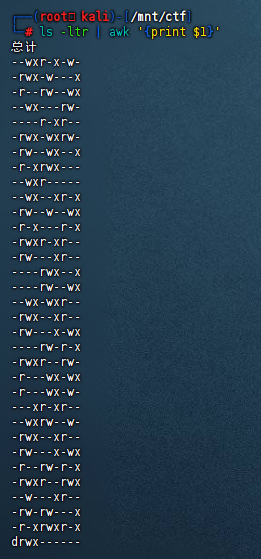 ┌──(root㉿kali)-[/mnt/ctf]
└─# ls -ltr | awk '{print $1}'
总计
--wxr-x-w-
-rwx-w---x
-r--rw--wx
--wx---rw-
----r-xr--
-rwx-wxrw-
-rw--wx--x
-r-xrwx---
--wxr-----
--wx--xr-x
-rw--w--wx
-r-x---r-x
-rwxr-xr--
-rw---xr--
----rwx--x
----rw--wx
--wx-wxr--
-rwx--xr--
-rw---x-wx
----rw-r-x
-rwxr--rw-
-r---wx-wx
-r---wx-w-
---xr-xr--
--wxrw--w-
-rwx--xr--
-rw---x-wx
-r--rw-r-x
-rwxr--rwx
--w---xr--
-rw-rw---x
-r-xrwxr-x
drwx------